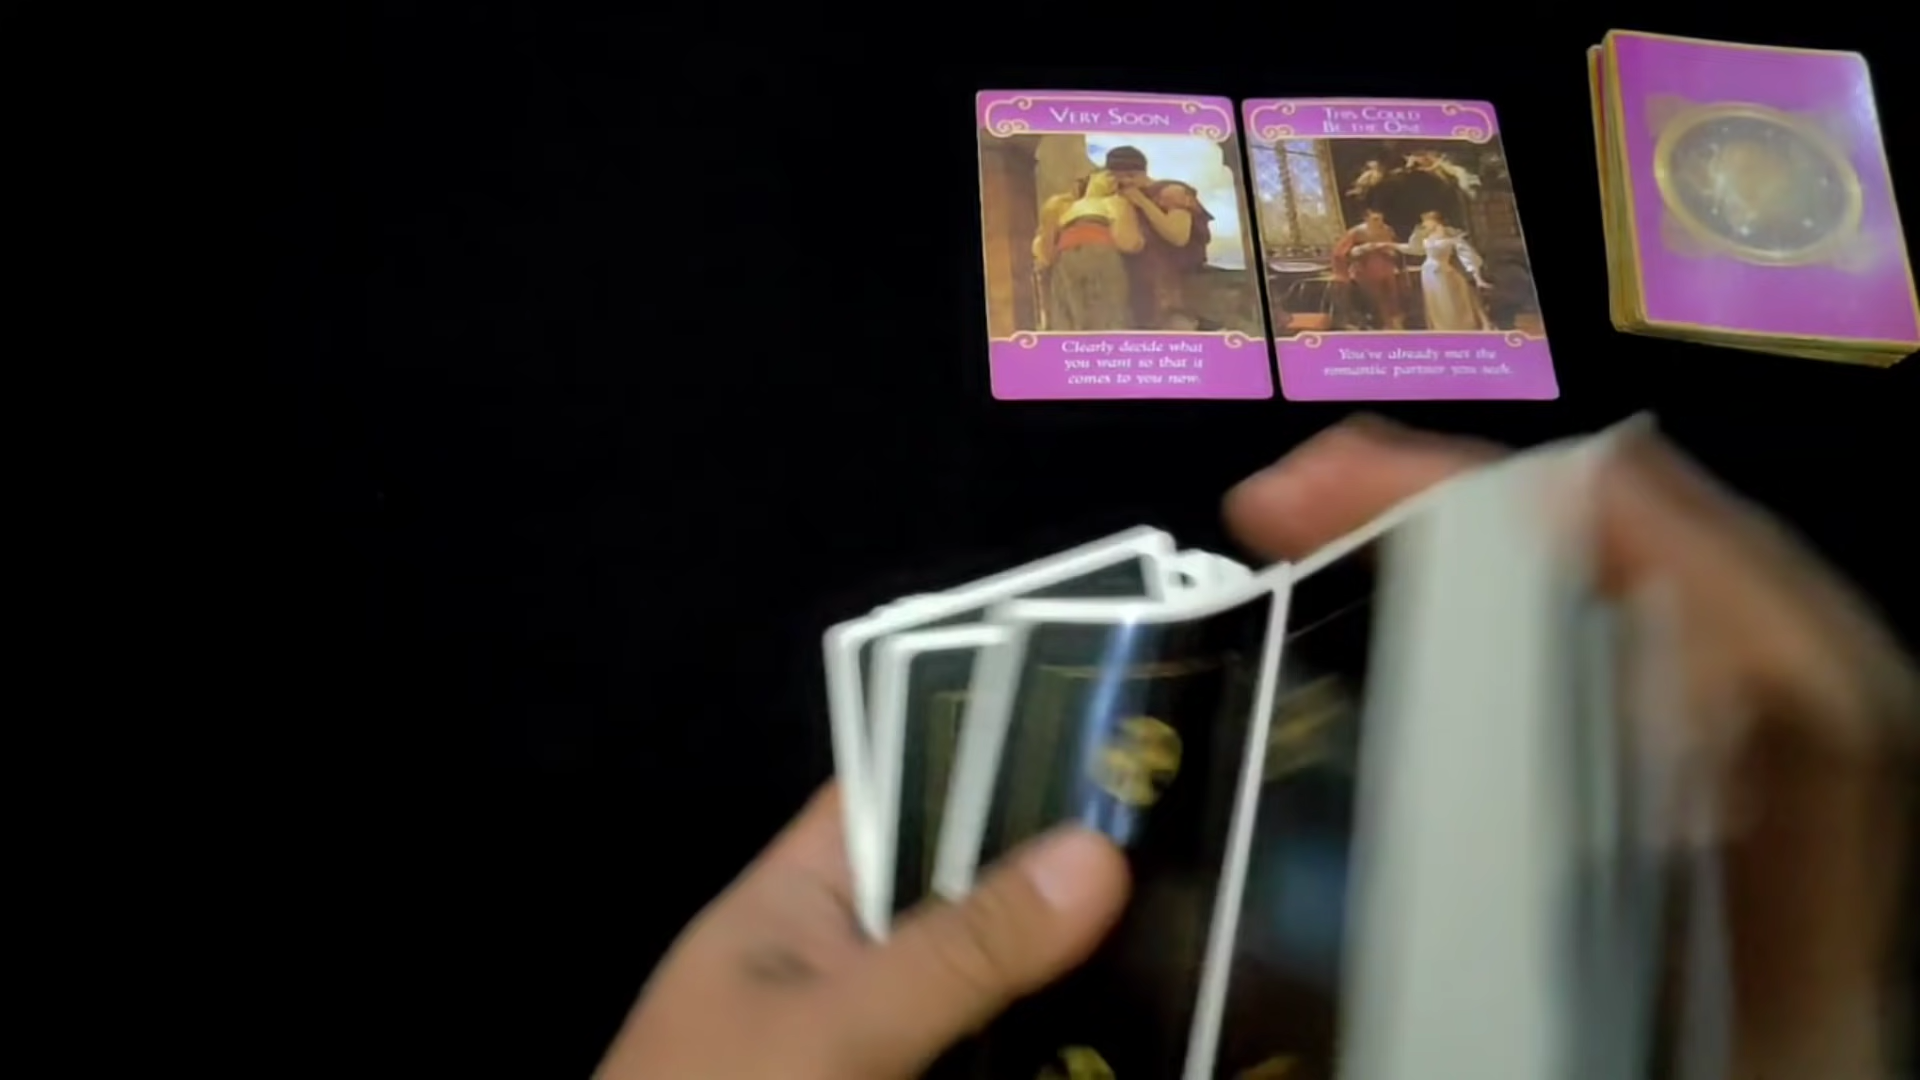 VERY SOON
Clearly decide what
you want so that it
comes to you now.
THIS COULD
BE THE ONE
You've already met the
romantic partner you seek.